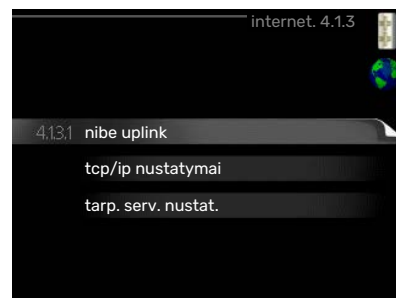 internet. 4.1.3
4.1.3.1 nibe uplink
tcp/ip nustatymai
tarp. serv. nustat.